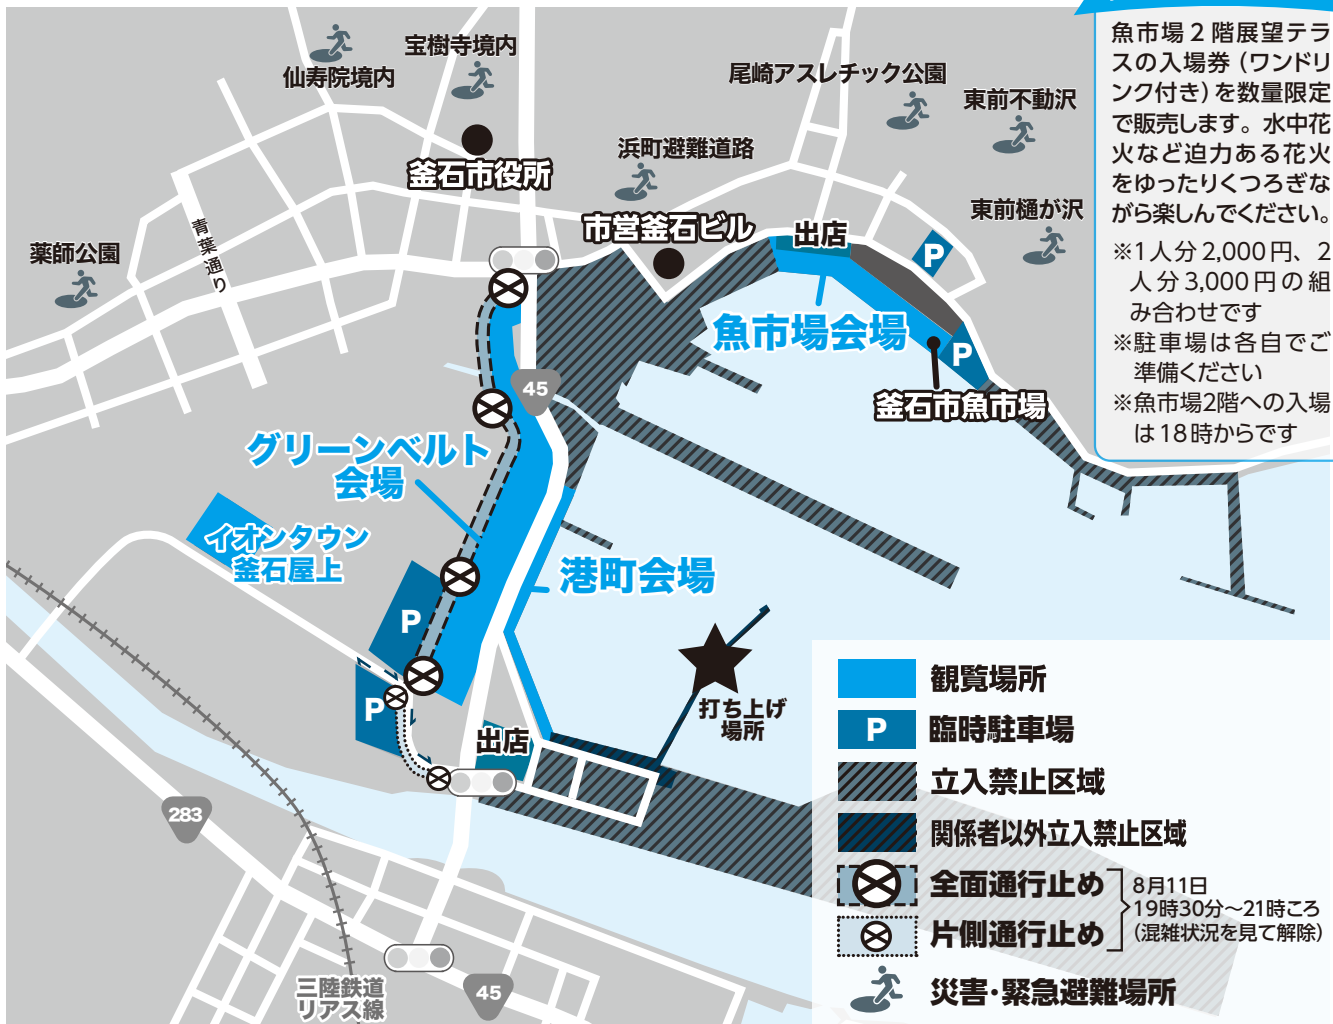 仙寿院境内
宝樹寺境内
釜石市役所
尾崎アスレチック公園
東前不動沢
浜町避難道路
市営釜石ビル
東前樋が沢
薬師公園
青葉通り
出店
P
魚市場会場
P
釜石市魚市場
45
グリーンベルト
会場
イオンタウン
釜石屋上
港町会場
P
P
打ち上げ
場所
出店
283
45
三陸鉄道
リアス線
魚市場2階展望テラ
スの入場券(ワンドリ
ンク付き)を数量限定
で販売します。水中花
火など迫力ある花火
をゆったりくつろぎな
がら楽しんでください。
※1人分2,000円、2
人分3,000円の組
み合わせです
※駐車場は各自でご
準備ください
※魚市場2階への入場
は18時からです
観覧場所
P 臨時駐車場
立入禁止区域
関係者以外立入禁止区域
全面通行止め
片側通行止め
8月11日
19時30分~21時ころ
(混雑状況を見て解除)
災害・緊急避難場所